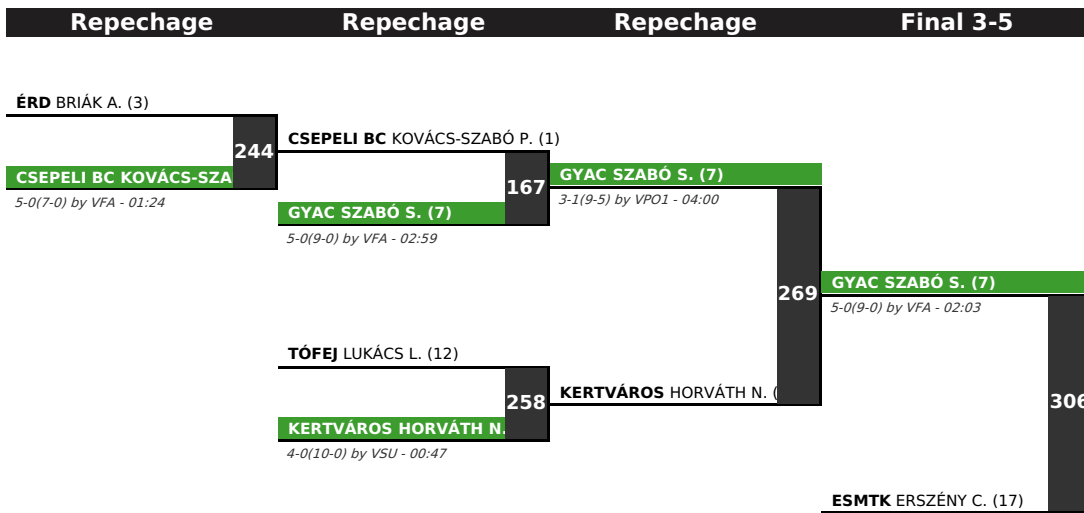 Repechage Repechage Repechage Final 3-5
ÉRD BRIÁK A. (3)
244
CSEPELI BC KOVÁCS-SZA
5-0(7-0) by VFA - 01:24
CSEPELI BC KOVÁCS-SZABÓ P. (1)
167
GYAC SZABÓ S. (7)
5-0(9-0) by VFA - 02:59
TÓFEJ LUKÁCS L. (12)
258
KERTVÁROS HORVÁTH N.
4-0(10-0) by VSU - 00:47
GYAC SZABÓ S. (7)
3-1(9-5) by VPO1 - 04:00
269
KERTVÁROS HORVÁTH N. (
GYAC SZABÓ S. (7)
5-0(9-0) by VFA - 02:03
306
ESMTK ERSZÉNY C. (17)